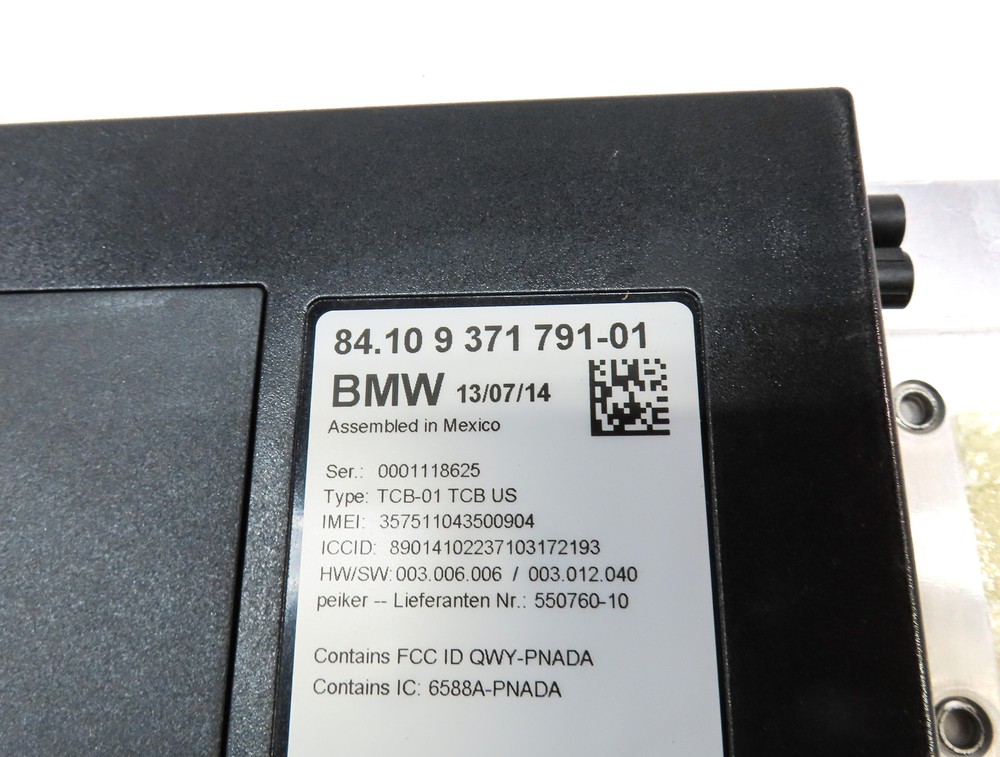 84.10 9 371 791-01
BMW 13/07/14
Assembled in Mexico
Ser.: 0001118625
Type: TCB-01 TCB US
IMEI: 357511043500904
ICCID: 89014102237103172193
HW/SW:003.006.006 / 003.012.040
peiker -- Lieferanten Nr.: 550760-10
Contains FCC ID QWY-PNADA
Contains IC: 6588A-PNADA